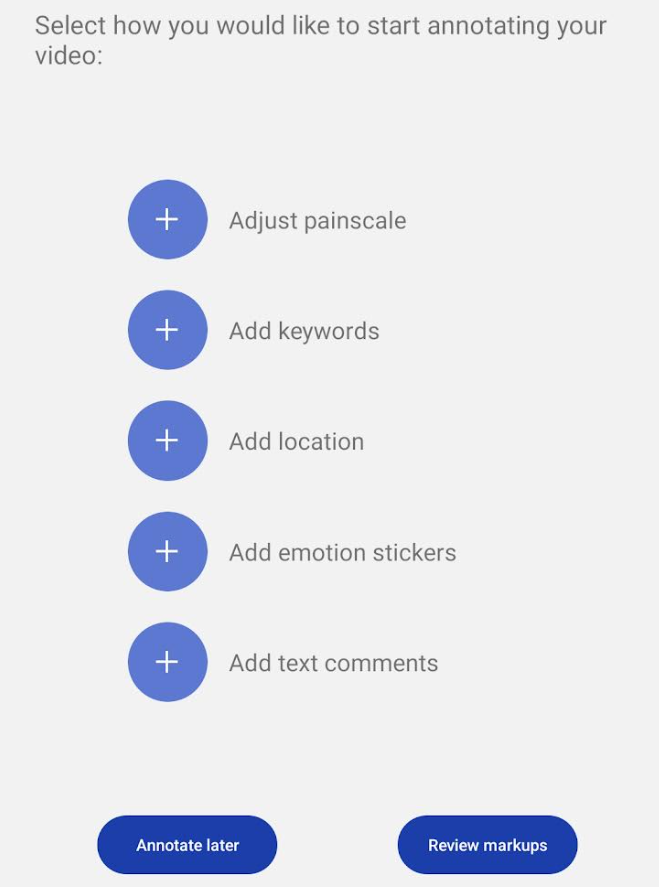 Select how you would like to start annotating your
video:
Adjust painscale
Add keywords
Add location
Add emotion stickers
Add text comments
Annotate later
Review markups